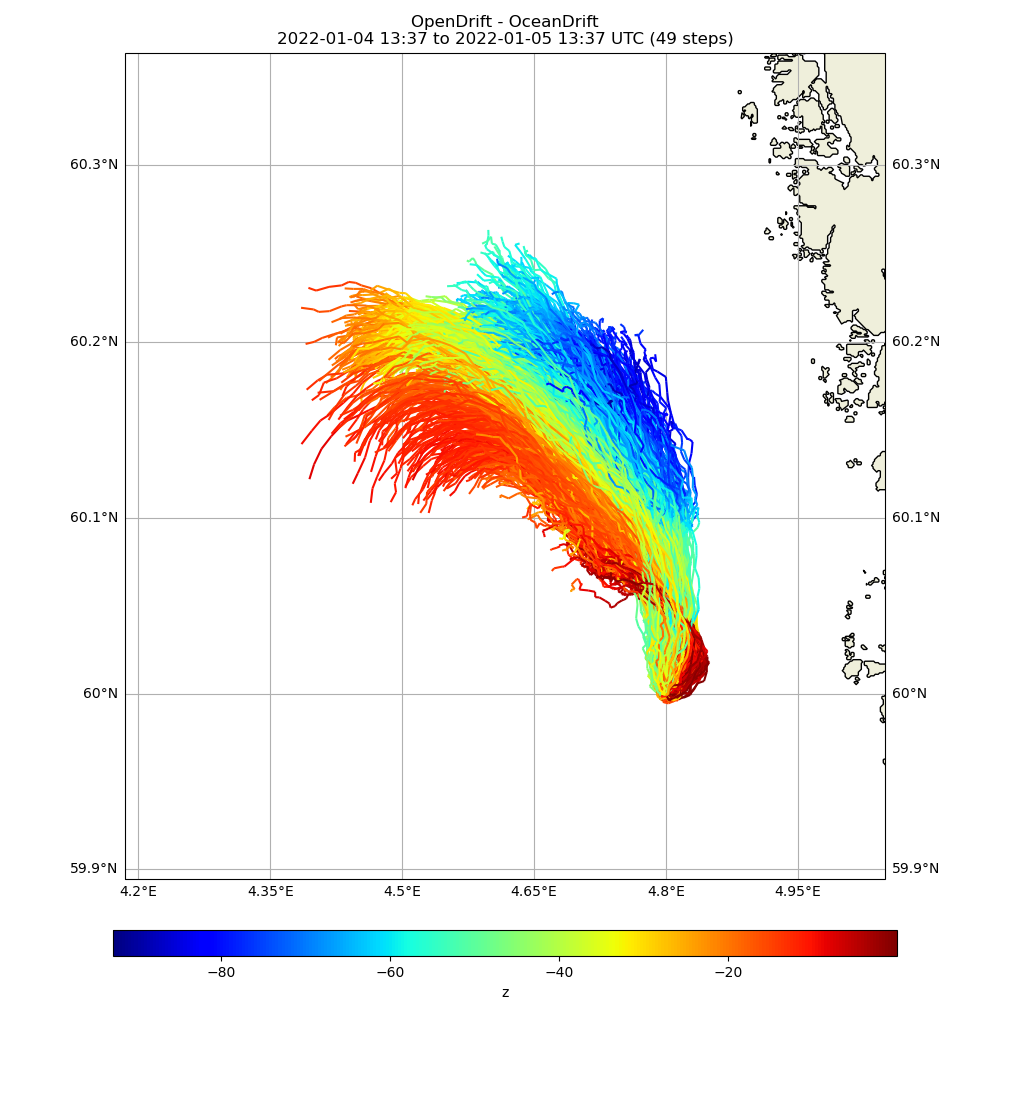 OpenDrift - OceanDrift
2022-01-04 13:37 to 2022-01-05 13:37 UTC (49 steps)
60.3°N 60.3°N
60.2°N 60.2°N
60.1°N 60.1°N
60°N 60°N
59.9°N 59.9°N
4.2°E 4.35°E 4.5°E 4.65°E 4.8°E 4.95°E
−80 −60 −40 −20
z